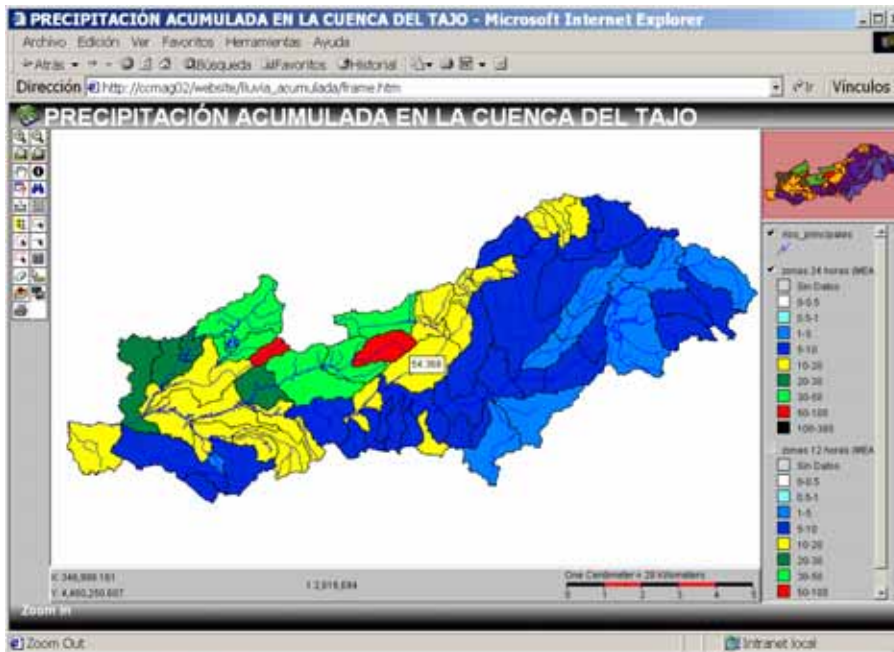 PRECIPITACIÓN ACUMULADA EN LA CUENCA DEL TAJO - Microsoft Internet Explorer
Archivo Edición Ver Favoritos Herramientas Ayuda
Atrás Búsqueda Favoritos Historial
Dirección http://ccmag02/website/lluvia_acumulada/frame.htm Ir Vínculos
PRECIPITACIÓN ACUMULADA EN LA CUENCA DEL TAJO
rios_principales
zonas 24 horas (MEA
Sin Datos
0-0.5
0.5-1
1-5
5-10
10-20
20-30
30-50
50-100
100-300
54.368
zonas 12 horas (MEA
Sin Datos
0-0.5
0.5-1
1-5
5-10
10-20
20-30
30-50
50-100
One Centimeter = 28 Kilometers
0 1 2 3 4 5
Zoom In
Zoom Out Intranet local